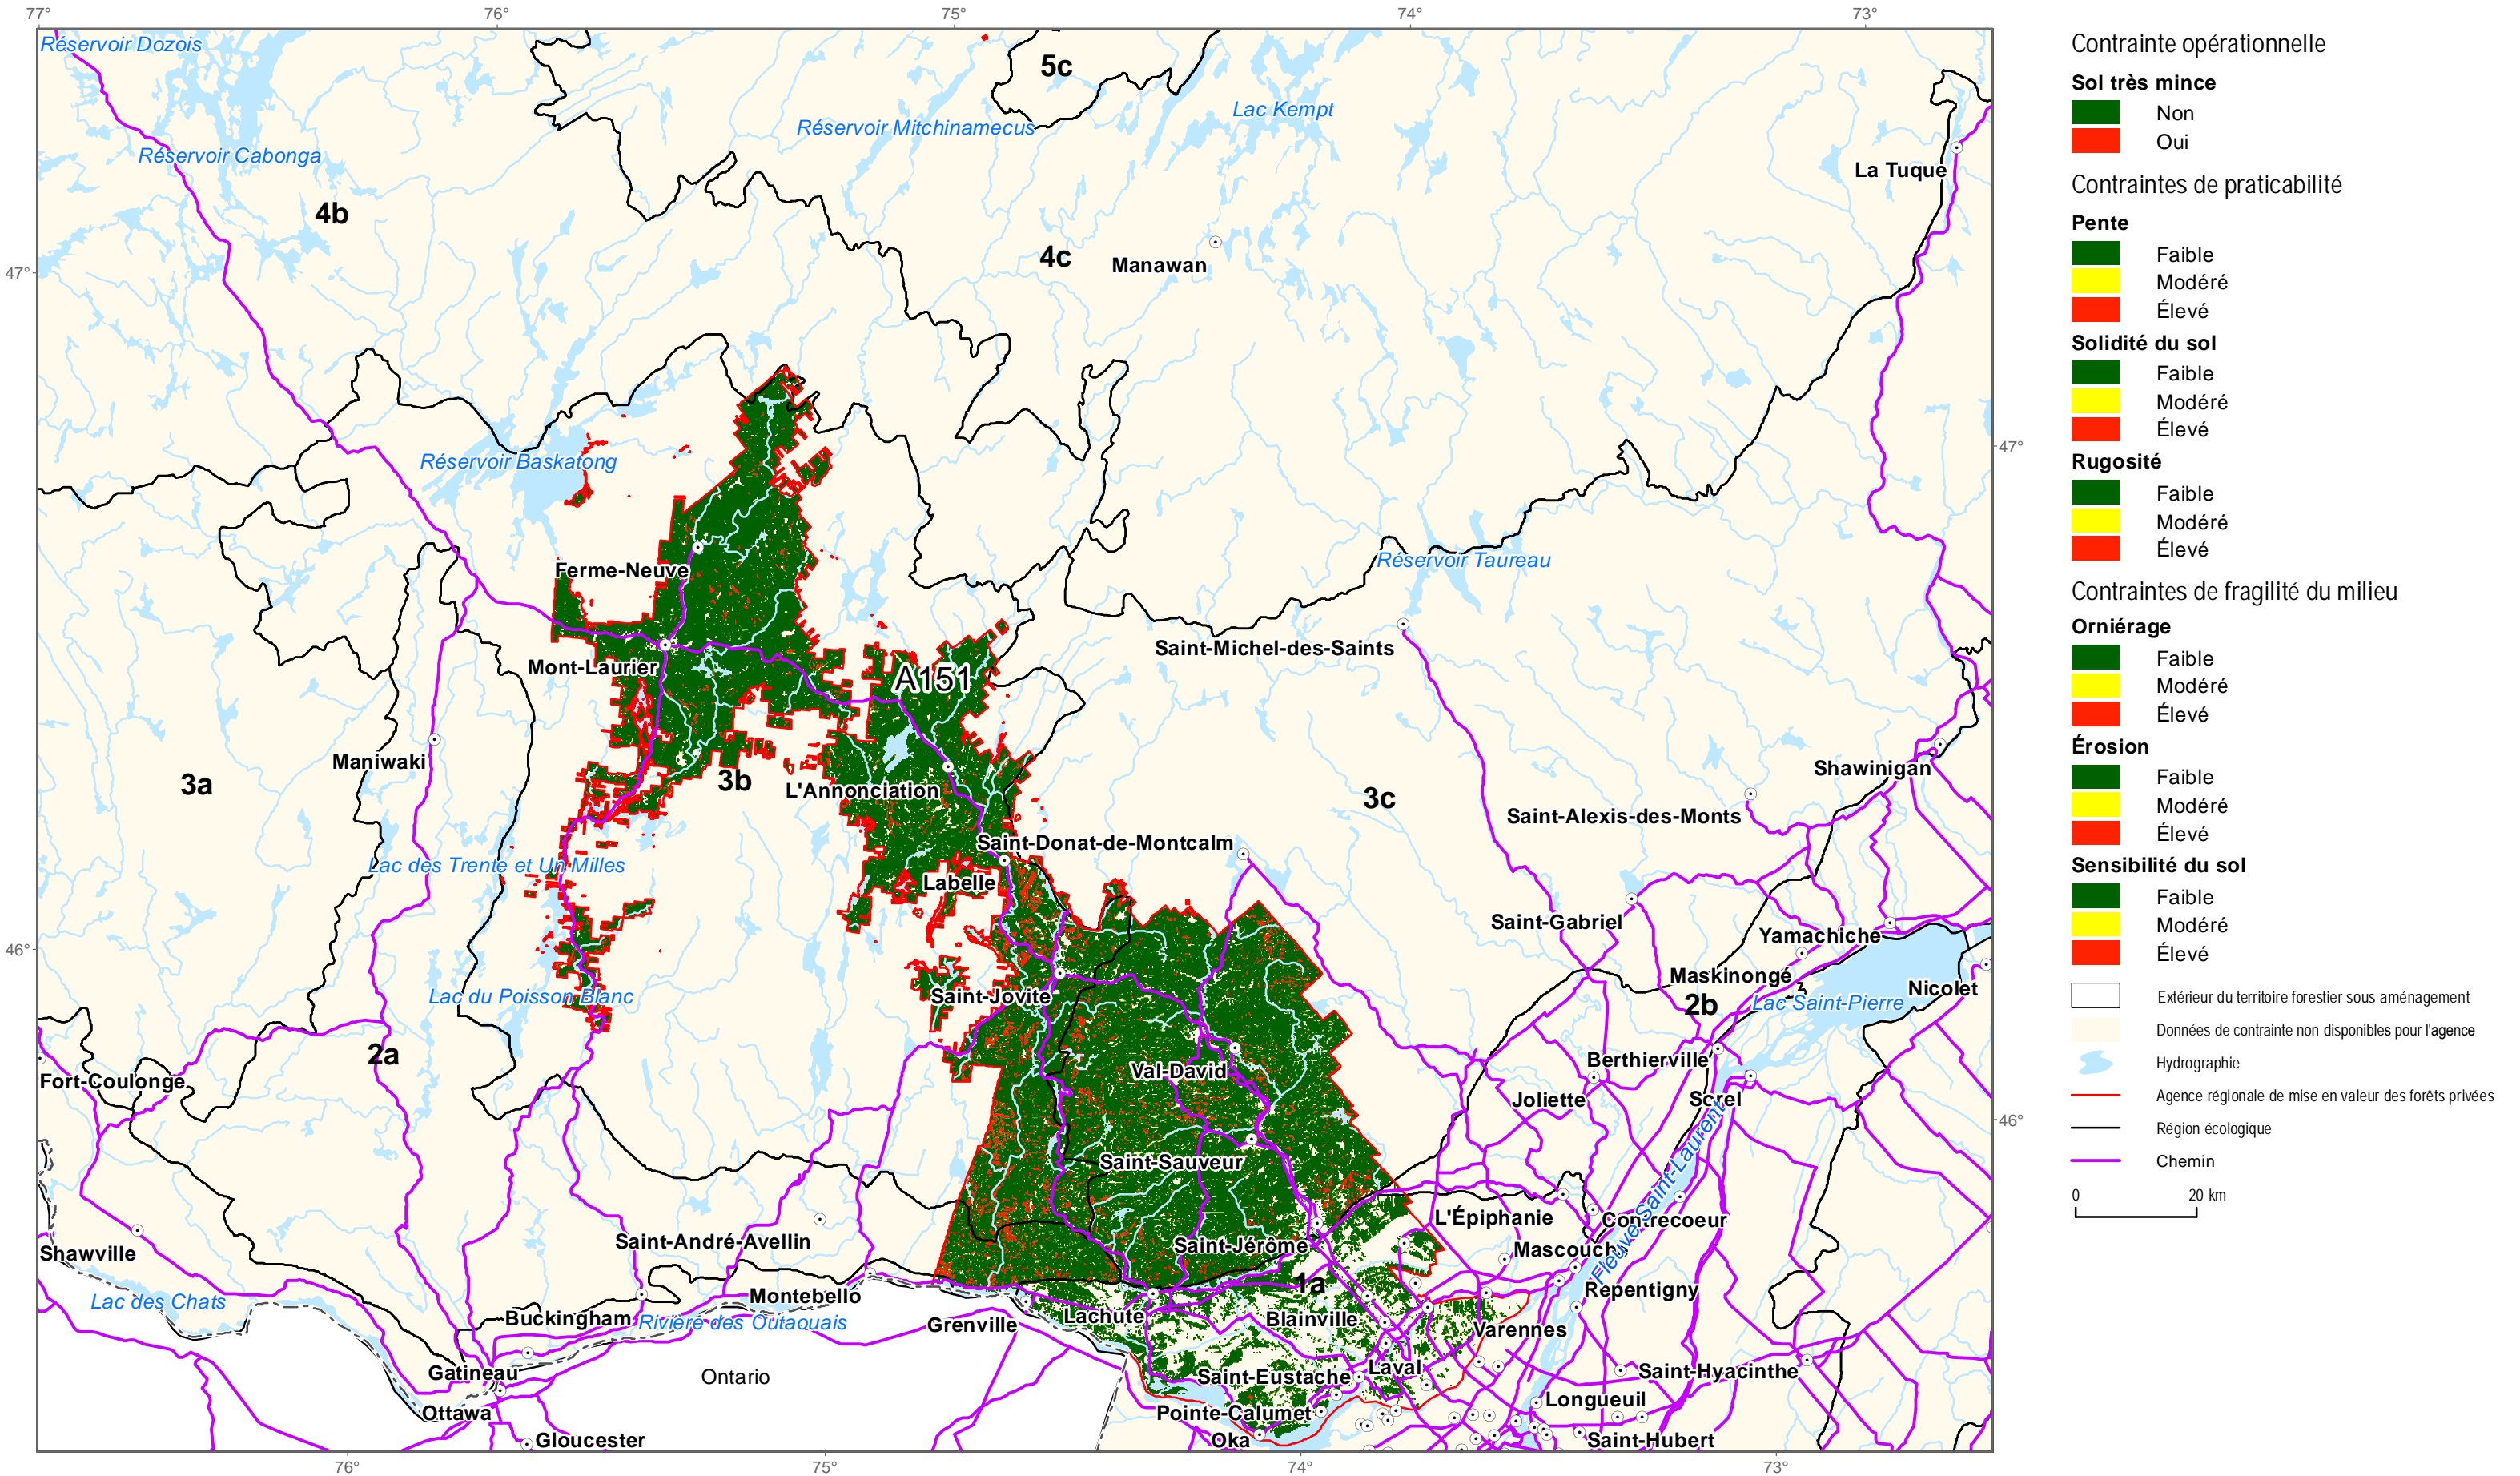 77°
76°
75°
74°
73°
Réservoir Dozois
5c
Lac Kempt
Réservoir Mitchinamecus
Réservoir Cabonga
La Tuque
4b
4c
Manawan
47°
47°
Réservoir Baskatong
Réservoir Taureau
Ferme-Neuve
Saint-Michel-des-Saints
Mont-Laurier
A151
Maniwaki
Shawinigan
3a
3b
L'Annonciation
3c
Saint-Alexis-des-Monts
Saint-Donat-de-Montcalm
Lac des Trente et Un Milles
Labelle
Saint-Gabriel
Yamachiche
46°
Maskinongé
Nicolet
Lac du Poisson Blanc
Saint-Jovite
2b
Lac Saint-Pierre
2a
Berthierville
Val-David
Fort-Coulonge
Joliette
Sorel
46°
Saint-Sauveur
Fleuve Saint-Laurent
L'Épiphanie
Contrecoeur
Saint-André-Avellin
Saint-Jérôme
Mascouche
Shawville
1a
Repentigny
Montebello
Lac des Chats
Buckingham
Rivière des Outaouais
Grenville
Lachute
Blainville
Varennes
Gatineau
Ontario
Saint-Eustache
Laval
Saint-Hyacinthe
Longueuil
Ottawa
Pointe-Calumet
Gloucester
Oka
Saint-Hubert
76°
75°
74°
73°
Contrainte opérationnelle
Sol très mince
Non
Oui
Contraintes de praticabilité
Pente
Faible
Modéré
Élevé
Solidité du sol
Faible
Modéré
Élevé
Rugosité
Faible
Modéré
Élevé
Contraintes de fragilité du milieu
Orniérage
Faible
Modéré
Élevé
Érosion
Faible
Modéré
Élevé
Sensibilité du sol
Faible
Modéré
Élevé
Extérieur du territoire forestier sous aménagement
Données de contrainte non disponibles pour l'agence
Hydrographie
Agence régionale de mise en valeur des forêts privées
Région écologique
Chemin
0 20 km